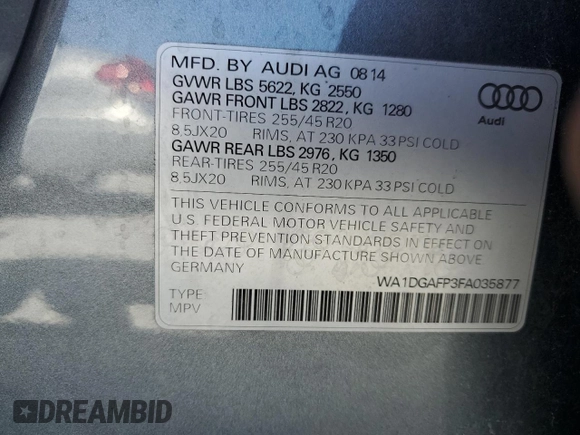 MFD. BY AUDI AG 08 14
GVWR LBS 5622, KG 2550
GAWR FRONT LBS 2822, KG 1280
FRONT-TIRES 255/45 R20
8.5JX20 RIMS, AT 230 KPA 33 PSI COLD
GAWR REAR LBS 2976, KG 1350
REAR-TIRES 255/45 R20
8.5JX20 RIMS, AT 230 KPA 33 PSI COLD
Audi
THIS VEHICLE CONFORMS TO ALL APPLICABLE
U.S. FEDERAL MOTOR VEHICLE SAFETY AND
THEFT PREVENTION STANDARDS IN EFFECT ON
THE DATE OF MANUFACTURE SHOWN ABOVE.
GERMANY
WA1DGAFP3FA035877
TYPE
MPV
DREAMBID